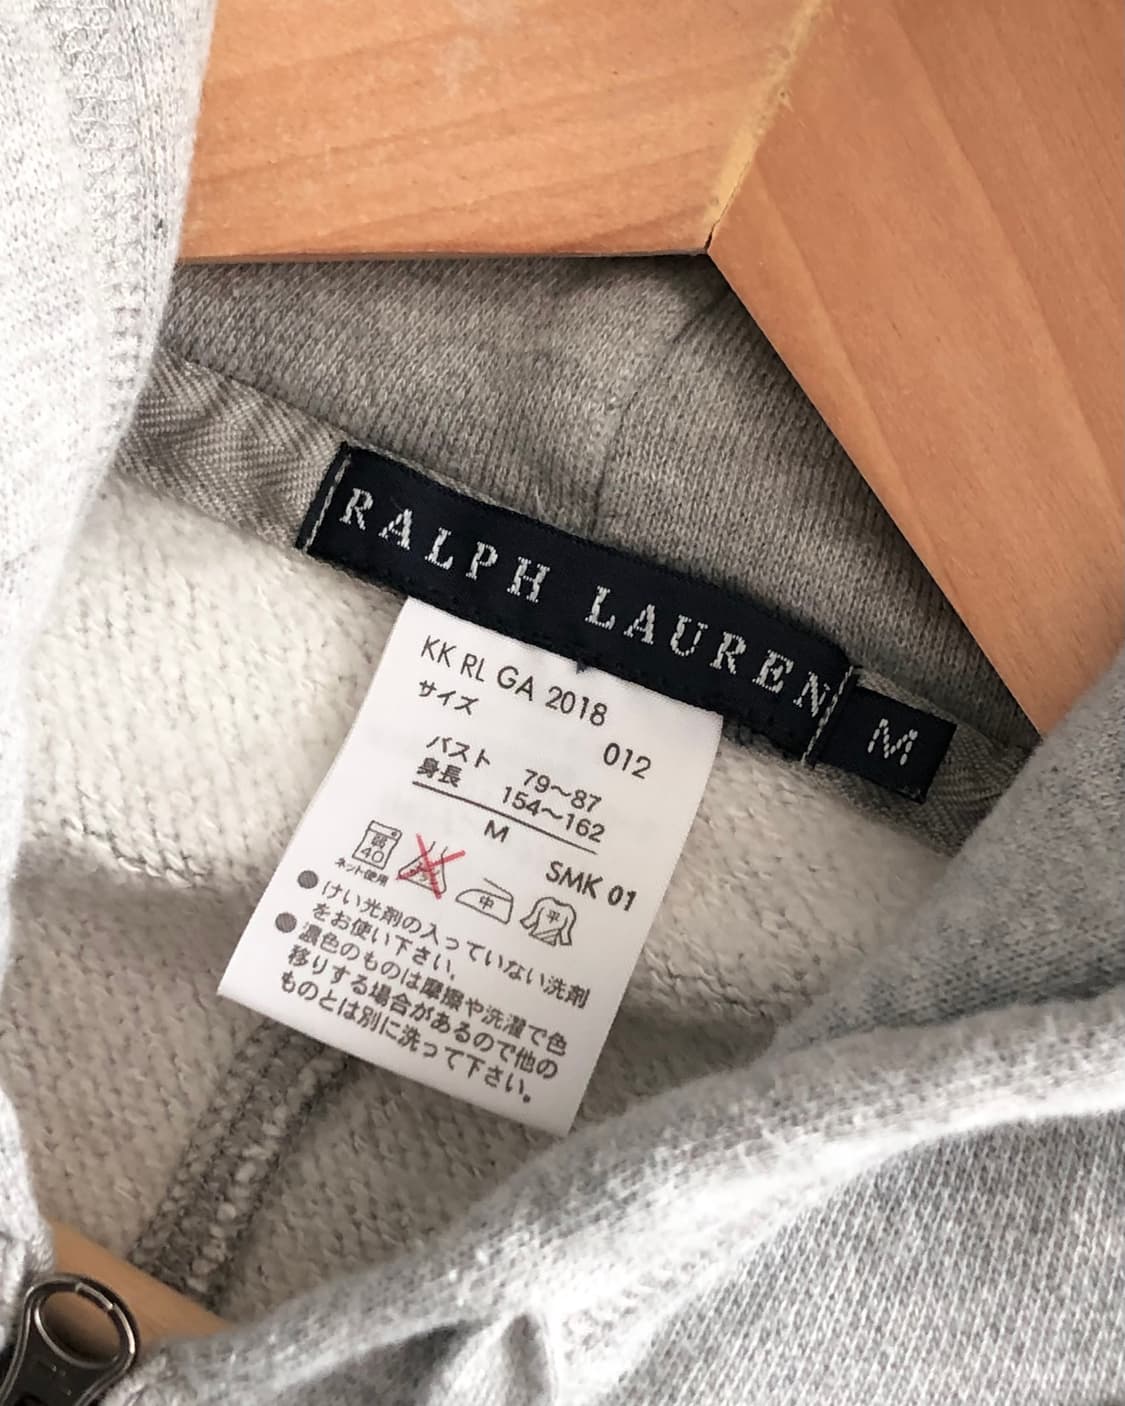 RALPH LAUREN
M
KK RL GA 2018
サイズ 012
バスト 79〜87
身長 154〜162
M
SMK 01
弱
40
ネット使用
中
平
●けい光剤の入っていない洗剤
をお使い下さい。
●濃色のものは摩擦や洗濯で色
移りする場合があるので他の
ものとは別に洗って下さい。